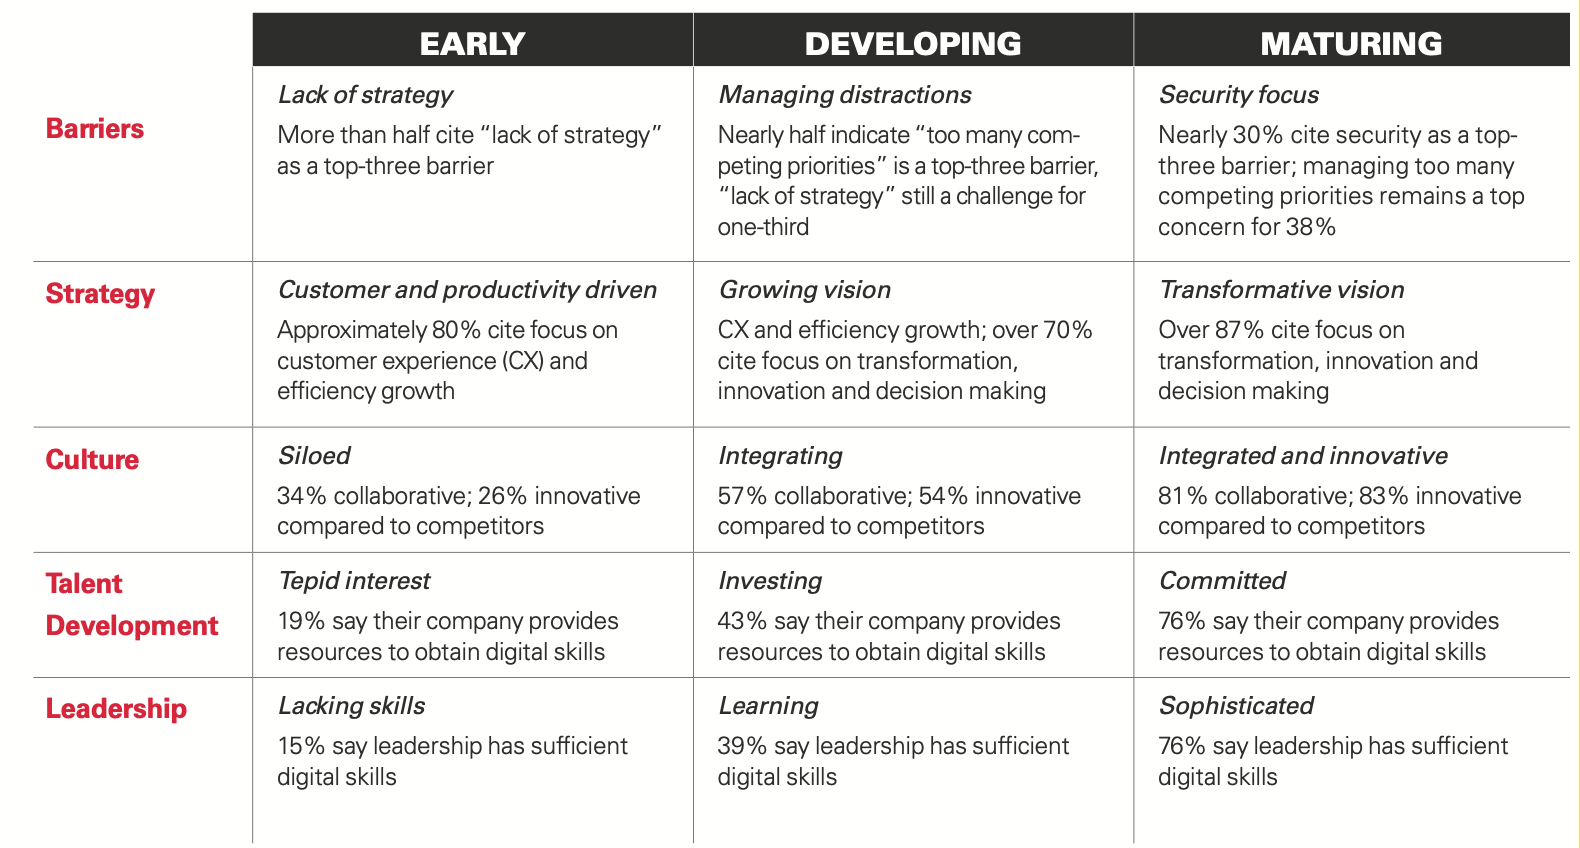 EARLY DEVELOPING MATURING
Barriers
Lack of strategy
More than half cite “lack of strategy”
as a top-three barrier
Managing distractions
Nearly half indicate “too many com-
peting priorities” is a top-three barrier,
“lack of strategy” still a challenge for
one-third
Security focus
Nearly 30% cite security as a top-
three barrier; managing too many
competing priorities remains a top
concern for 38%
Strategy
Customer and productivity driven
Approximately 80% cite focus on
customer experience (CX) and
efficiency growth
Growing vision
CX and efficiency growth; over 70%
cite focus on transformation,
innovation and decision making
Transformative vision
Over 87% cite focus on
transformation, innovation and
decision making
Culture
Siloed
34% collaborative; 26% innovative
compared to competitors
Integrating
57% collaborative; 54% innovative
compared to competitors
Integrated and innovative
81% collaborative; 83% innovative
compared to competitors
Talent
Development
Tepid interest
19% say their company provides
resources to obtain digital skills
Investing
43% say their company provides
resources to obtain digital skills
Committed
76% say their company provides
resources to obtain digital skills
Leadership
Lacking skills
15% say leadership has sufficient
digital skills
Learning
39% say leadership has sufficient
digital skills
Sophisticated
76% say leadership has sufficient
digital skills